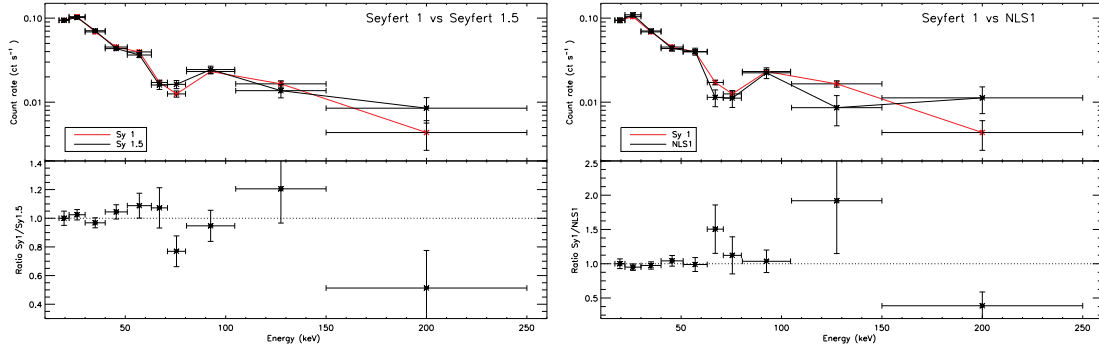 Seyfert 1 vs Seyfert 1.5
0.10
0.01
Count rate (ct s⁻¹)
Sy 1
Sy 1.5
1.4
1.2
1.0
0.8
0.6
0.4
Ratio Sy1/Sy1.5
50 100 150 200 250
Energy (keV)
Seyfert 1 vs NLS1
0.10
0.01
Count rate (ct s⁻¹)
Sy 1
NLS1
2.5
2.0
1.5
1.0
0.5
Ratio Sy1/NLS1
50 100 150 200 250
Energy (keV)